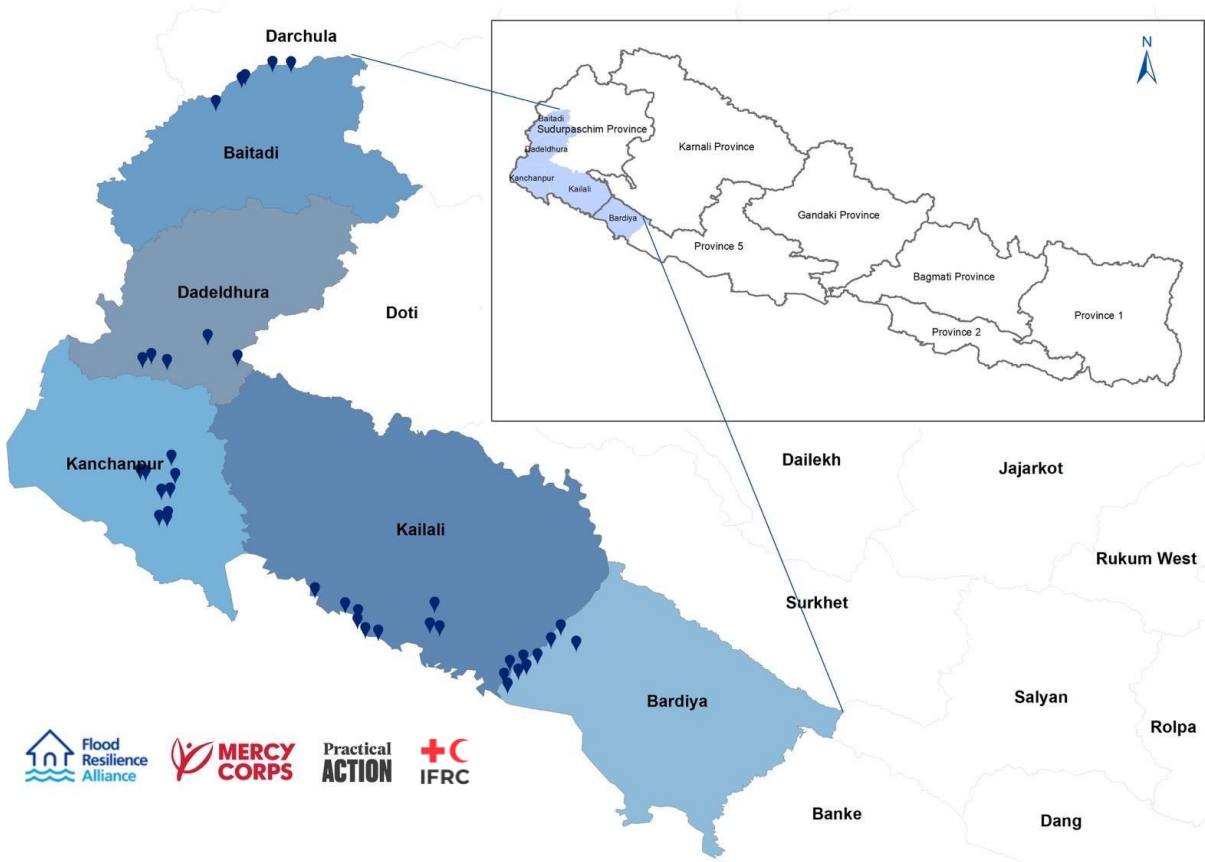 Darchula
N
Baitadi
Sudurpaschim Province
Dadeldhura
Karnali Province
Kanchanpur
Kailali
Bardiya
Gandaki Province
Province 5
Bagmati Province
Province 1
Province 2
Baitadi
Dadeldhura
Doti
Kanchanpur
Kailali
Dailekh
Jajarkot
Rukum West
Surkhet
Bardiya
Salyan
Rolpa
Banke
Dang
Flood
Resilience
Alliance
MERCY
CORPS
Practical
ACTION
IFRC